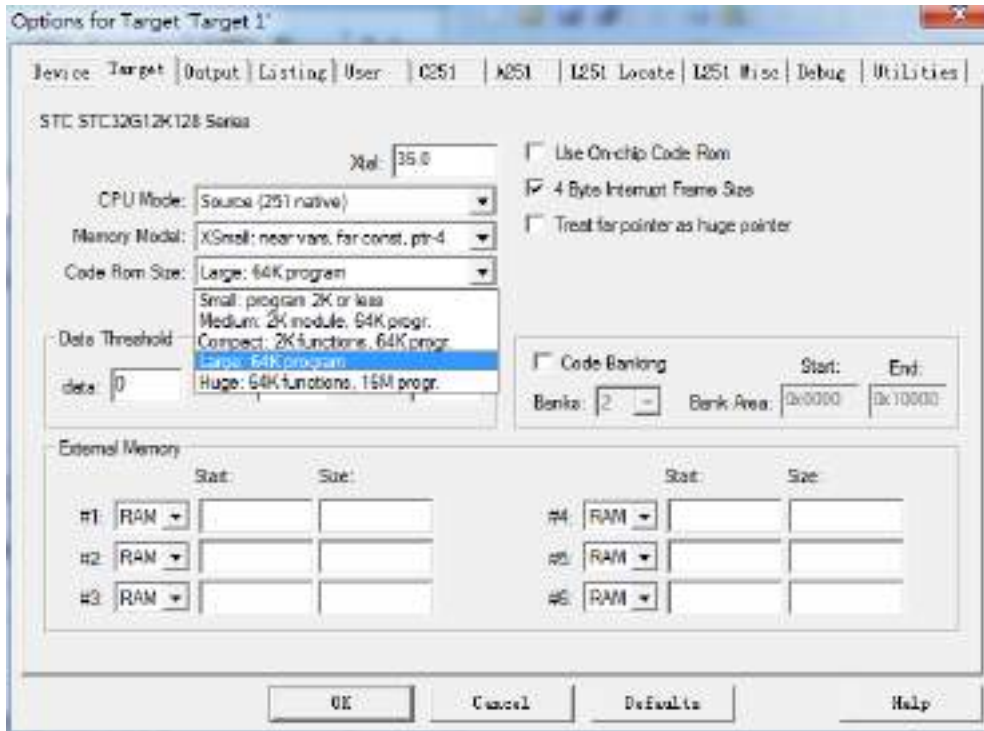 Options for Target 'Target 1'
Device Target Output Listing User C251 A251 L251 Locate L251 Misc Debug Utilities
STC STC32G12K128 Series
Xtal: 35.0
Use On-chip Code Rom
CPU Mode: Source (251 native)
4 Byte Interrupt Frame Size
Memory Model: XSmall: near vars, far const, ptr-4
Treat far pointer as huge pointer
Code Rom Size: Large: 64K program
Small: program 2K or less
Medium: 2K module, 64K progr.
Compact: 2K functions, 64K progr.
Large: 64K program
Huge: 64K functions, 16M progr.
Data Threshold
data: 0
Code Banking Start: End:
Banks: 2 Bank Area: 0x0000 0x10000
External Memory
Start: Size: Start: Size:
#1: RAM #4: RAM
#2: RAM #5: RAM
#3: RAM #6: RAM
OK Cancel Defaults Help